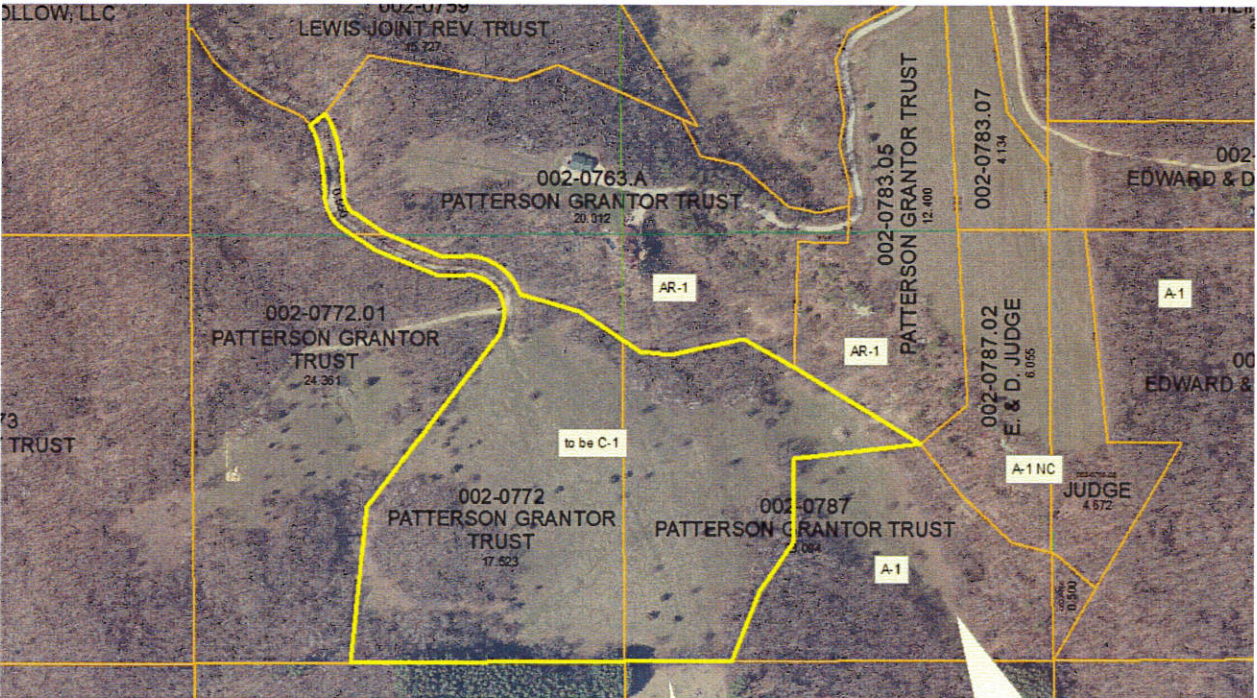 OLLOW, LLC
002-0759
LEWIS JOINT REV. TRUST
15.727
002-0763.A
PATTERSON GRANTOR TRUST
20.312
002-0783.05
PATTERSON GRANTOR TRUST
12.400
002-0783.07
4.134
002-
EDWARD & D
AR-1
A-1
002-0772.01
PATTERSON GRANTOR
TRUST
24.361
AR-1
002-0787.02
E. & D. JUDGE
6.055
EDWARD &
73
TRUST
to be C-1
A-1 NC
JUDGE
4.572
002-0772
PATTERSON GRANTOR
TRUST
17.523
002-0787
PATTERSON GRANTOR TRUST
A-1
0.500